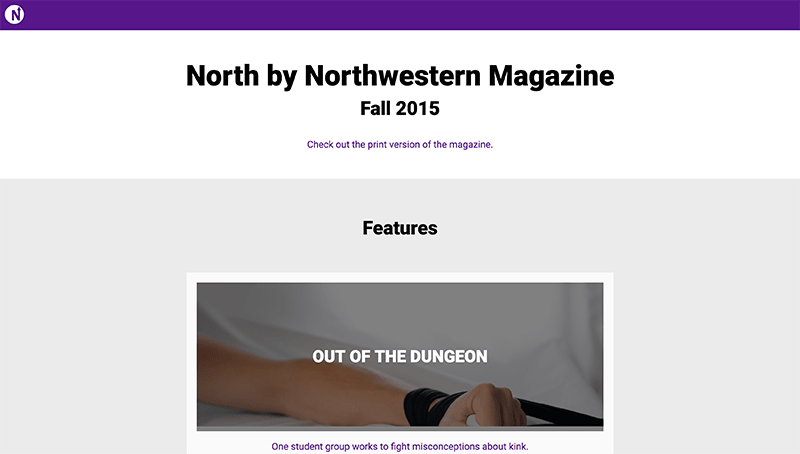 N
North by Northwestern Magazine
Fall 2015
Check out the print version of the magazine.
Features
OUT OF THE DUNGEON
One student group works to fight misconceptions about kink.